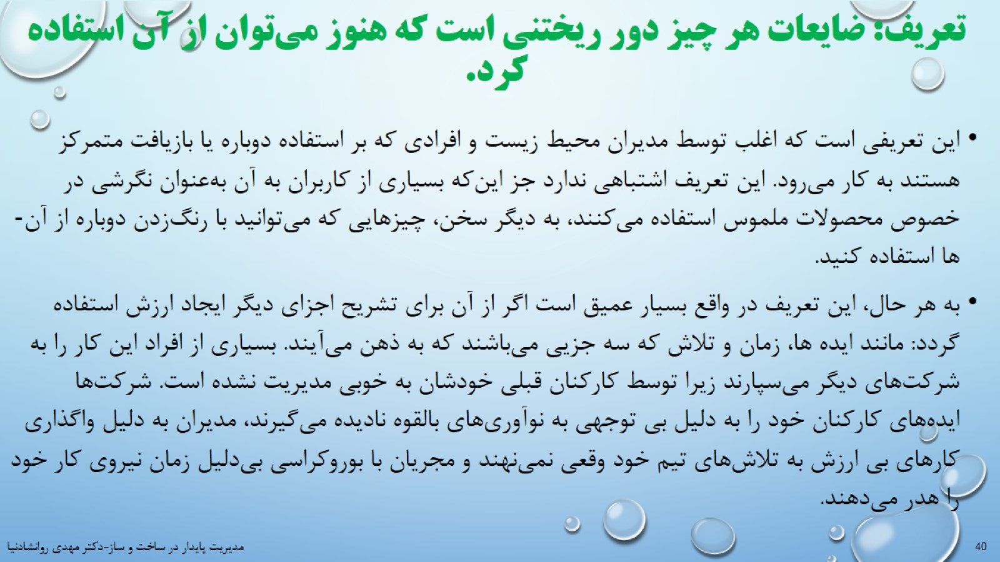 تعریف: ضایعات هر چیز دور ریختنی است که هنوز می‌توان از آن استفاده
کرد.
• این تعریفی است که اغلب توسط مدیران محیط زیست و افرادی که بر استفاده دوباره یا بازیافت متمرکز
هستند به کار می‌رود. این تعریف اشتباهی ندارد جز این‌که بسیاری از کاربران به آن به‌عنوان نگرشی در
خصوص محصولات ملموس استفاده می‌کنند، به دیگر سخن، چیزهایی که می‌توانید با رنگ‌زدن دوباره از آن-
ها استفاده کنید.
• به هر حال، این تعریف در واقع بسیار عمیق است اگر از آن برای تشریح اجزای دیگر ایجاد ارزش استفاده
گردد: مانند ایده ها، زمان و تلاش که سه جزیی می‌باشند که به ذهن می‌آیند. بسیاری از افراد این کار را به
شرکت‌های دیگر می‌سپارند زیرا توسط کارکنان قبلی خودشان به خوبی مدیریت نشده است. شرکت‌ها
ایده‌های کارکنان خود را به دلیل بی توجهی به نوآوری‌های بالقوه نادیده می‌گیرند، مدیران به دلیل واگذاری
کارهای بی ارزش به تلاش‌های تیم خود وقعی نمی‌نهند و مجریان با بوروکراسی بی‌دلیل زمان نیروی کار خود
را هدر می‌دهند.
مدیریت پایدار در ساخت و ساز-دکتر مهدی روانشادنیا
40